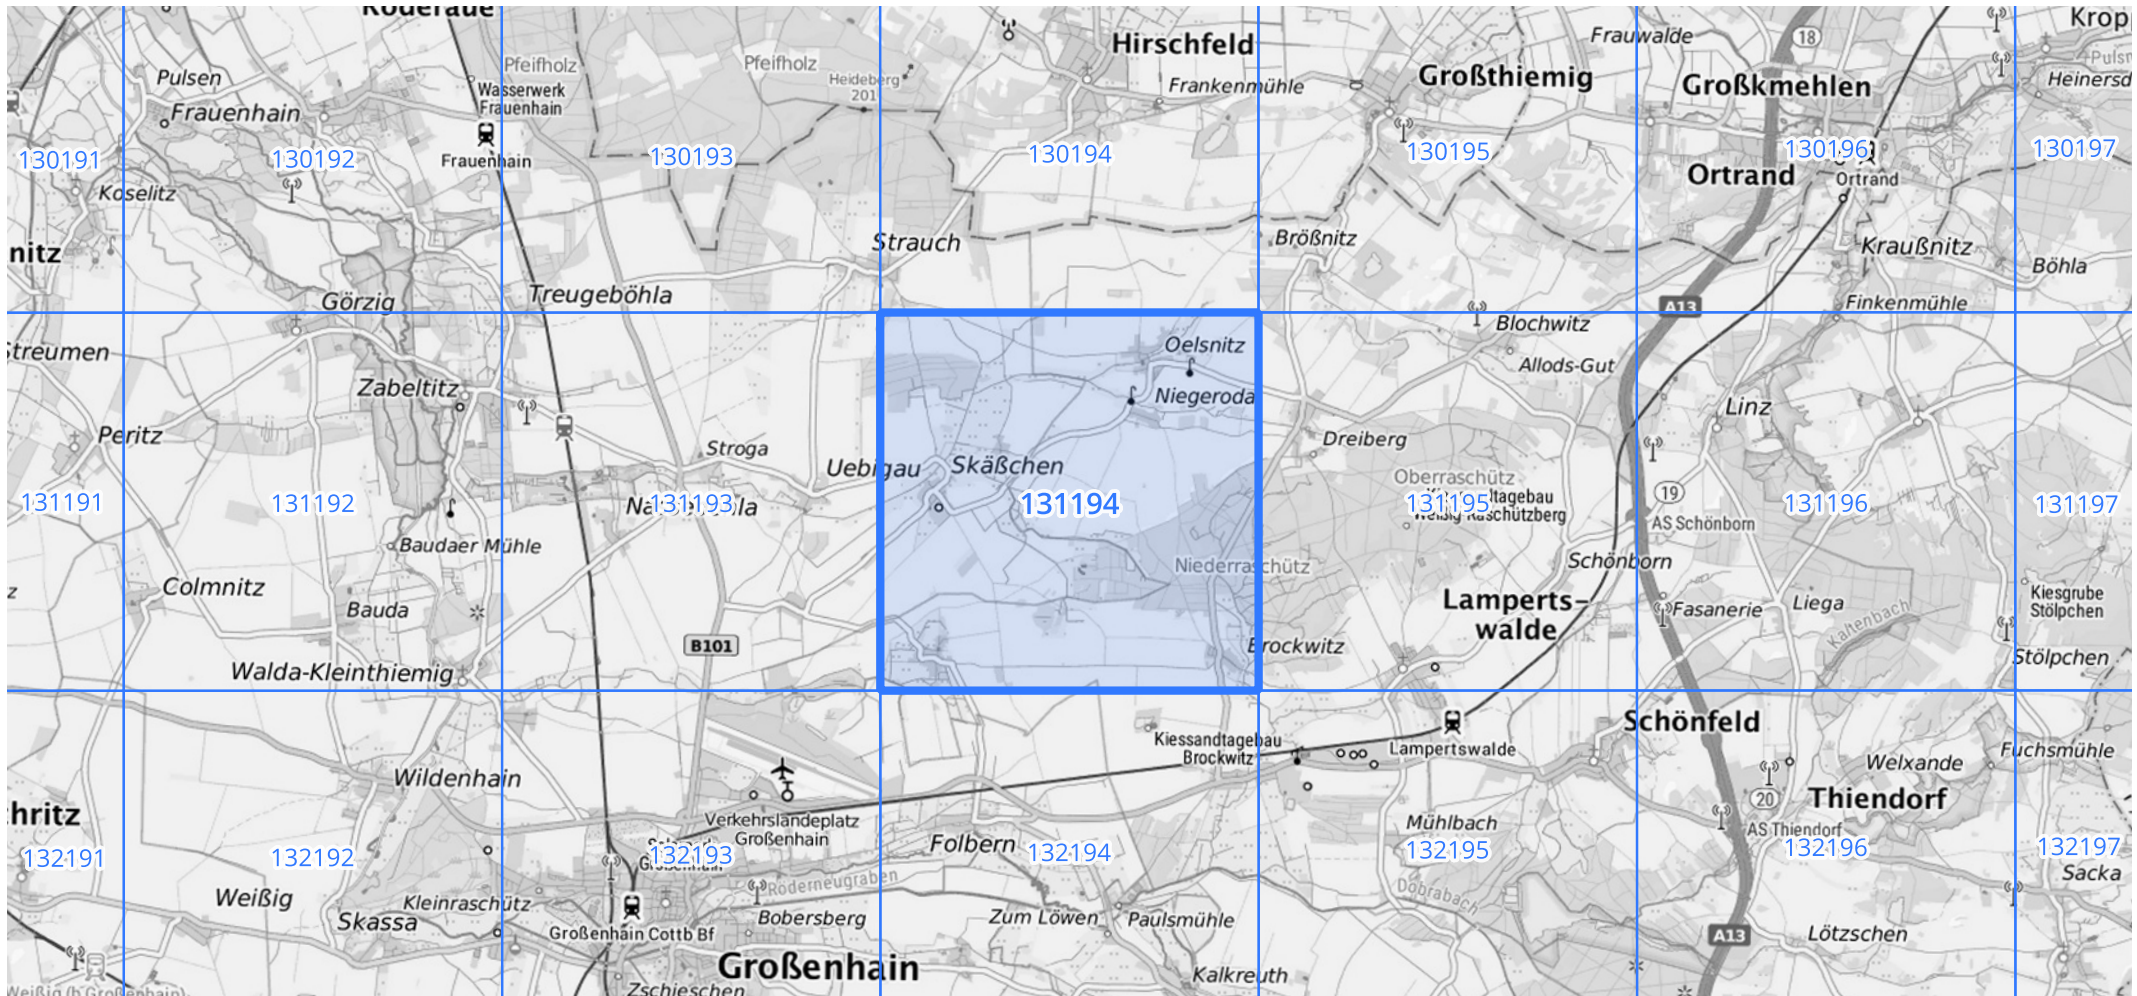 Röderaue
Hirschfeld
Frauwalde
18
Kropp
Pulsen
Pfeifholz
Pfeifholz
Heideberg
201
Frankenmühle
Großthiemig
Großkmehlen
Heinersd
Frauenhain
Wasserwerk
Frauenhain
Frauenhain
130191
130192
130193
130194
130195
130196
130197
Koselitz
Ortrand
Ortrand
nitz
Strauch
Brößnitz
Kraußnitz
Böhla
Görzig
Treugeböhla
A13
Finkenmühle
Streumen
Oelsnitz
Blochwitz
Allods-Gut
Zabeltitz
Niegeroda
Linz
Peritz
Stroga
Uebigau
Skäßchen
Dreiberg
Oberraschütz
131191
131192
131193
131194
131195
131196
131197
19
AS Schönborn
Baudaer Mühle
Niederraschütz
Schönborn
z
Colmnitz
Bauda
Lamperts-
walde
Fasanerie
Liega
Kaltenbach
Kiesgrube
Stölpchen
B101
Brockwitz
Walda-Kleinthiemig
Stölpchen
Schönfeld
Kiessandtagebau
Brockwitz
Lampertswalde
Fuchsmühle
Wildenhain
Welxande
chritz
20
Thiendorf
Verkehrslandeplatz
Großenhain
Mühlbach
AS Thiendorf
Folbern
132191
132192
132193
132194
132195
132196
132197
Sacka
Röderneugraben
Dobrabach
Weißig
Kleinraschütz
Skassa
Bobersberg
Zum Löwen
Paulsmühle
Großenhain Cottb Bf
A13
Lötzschen
Großenhain
Kalkreuth
Weißig (b Großenhain)
Zschieschen